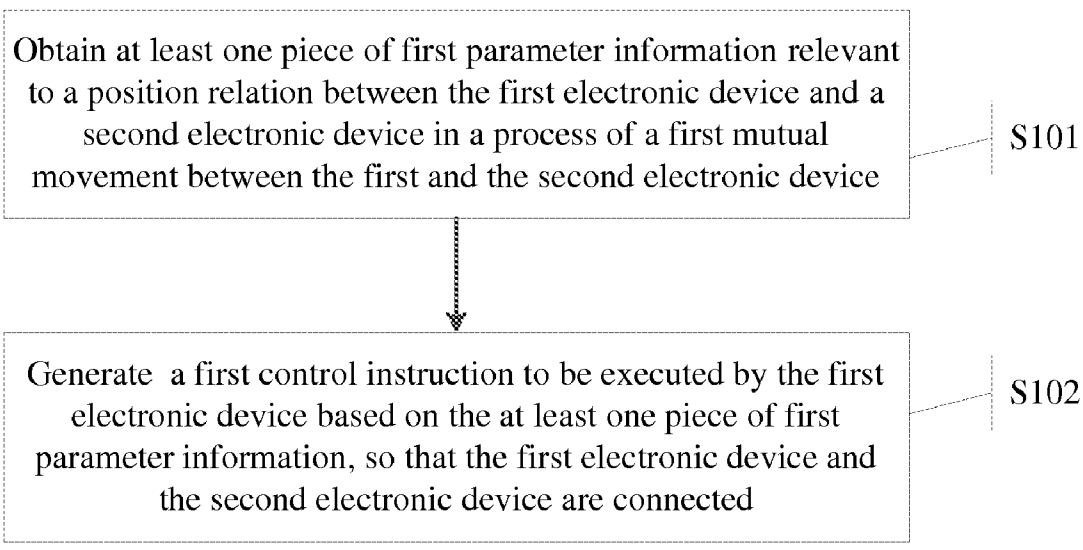 Obtain at least one piece of first parameter information relevant
to a position relation between the first electronic device and a
second electronic device in a process of a first mutual
movement between the first and the second electronic device
S101
Generate a first control instruction to be executed by the first
electronic device based on the at least one piece of first
parameter information, so that the first electronic device and
the second electronic device are connected
S102